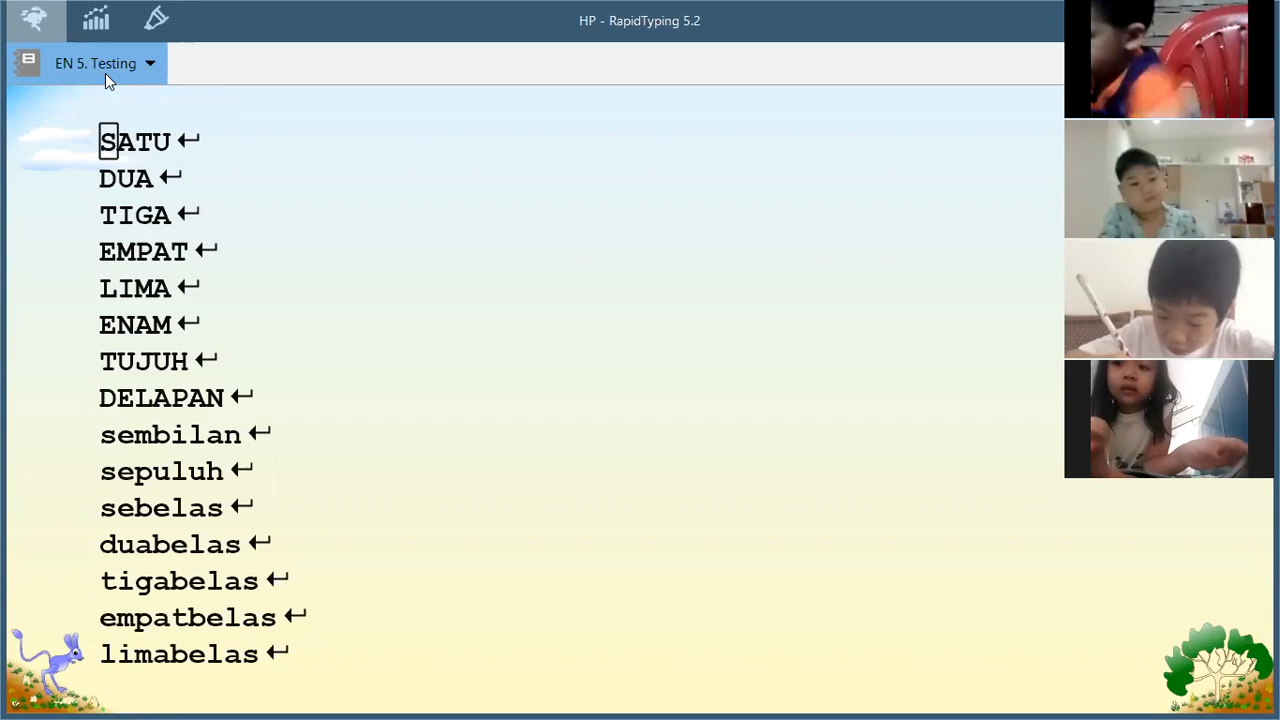 HP - RapidTyping 5.2
EN 5. Testing
SATU
DUA
TIGA
EMPAT
LIMA
ENAM
TUJUH
DELAPAN
sembilan
sepuluh
sebelas
duabelas
tigabelas
empatbelas
limabelas